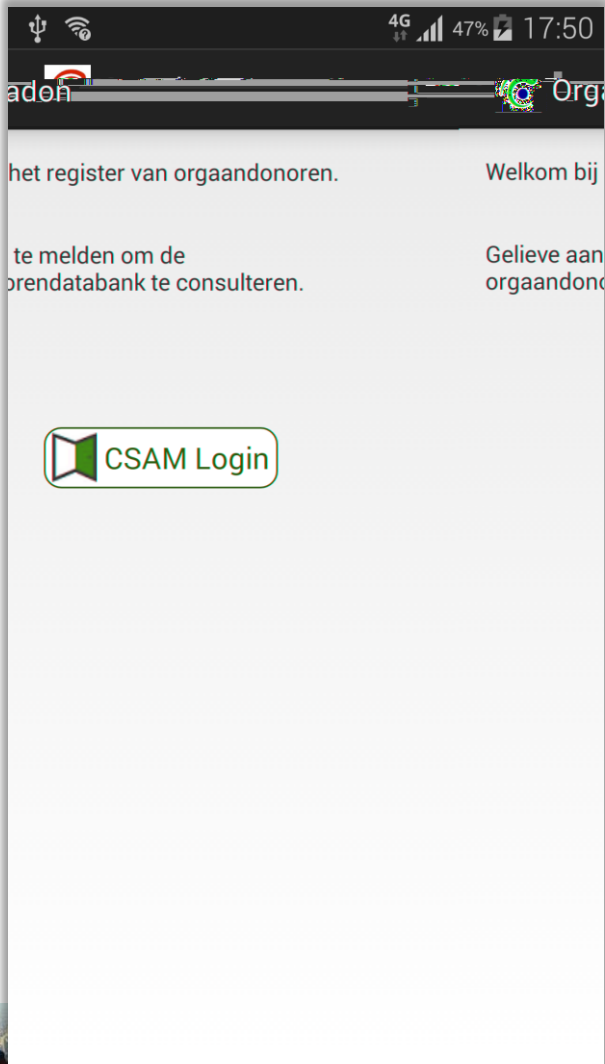 4G 47% 17:50
adon Orga
het register van orgaandonoren. Welkom bij
te melden om de Gelieve aan
orendatabank te consulteren. orgaandono
CSAM Login